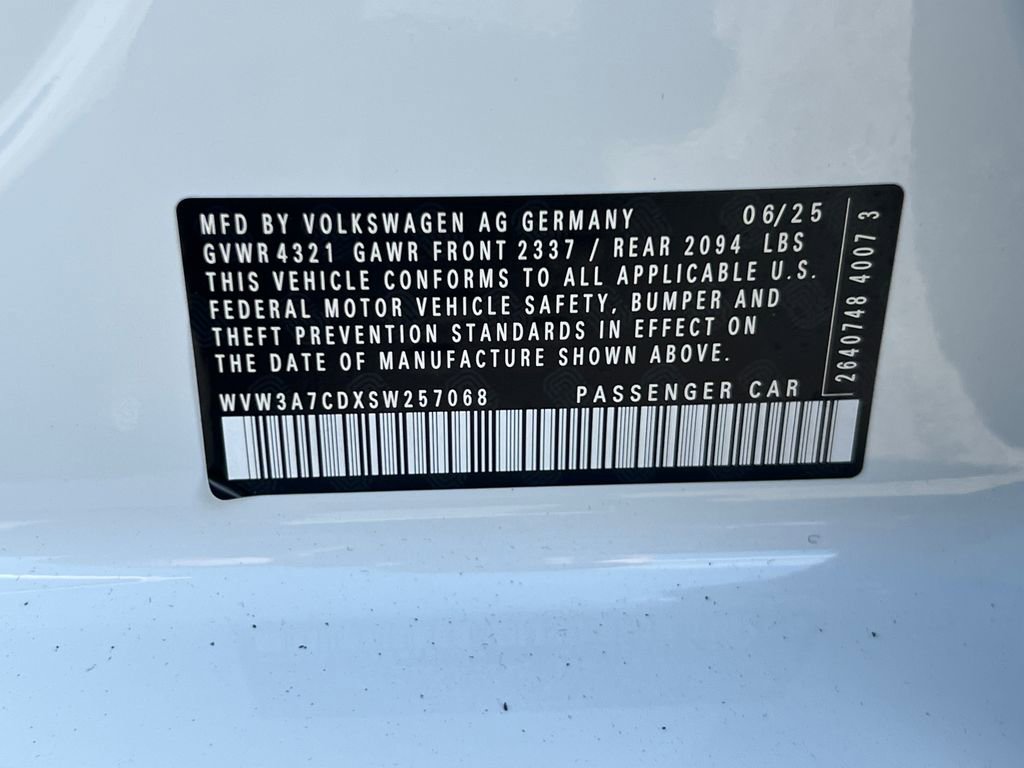 MFD BY VOLKSWAGEN AG GERMANY 06/25
GVWR 4321 GAWR FRONT 2337 / REAR 2094 LBS
THIS VEHICLE CONFORMS TO ALL APPLICABLE U.S.
FEDERAL MOTOR VEHICLE SAFETY, BUMPER AND
THEFT PREVENTION STANDARDS IN EFFECT ON
THE DATE OF MANUFACTURE SHOWN ABOVE.
WVW3A7CDXSW257068 PASSENGER CAR
2640748 4007 3